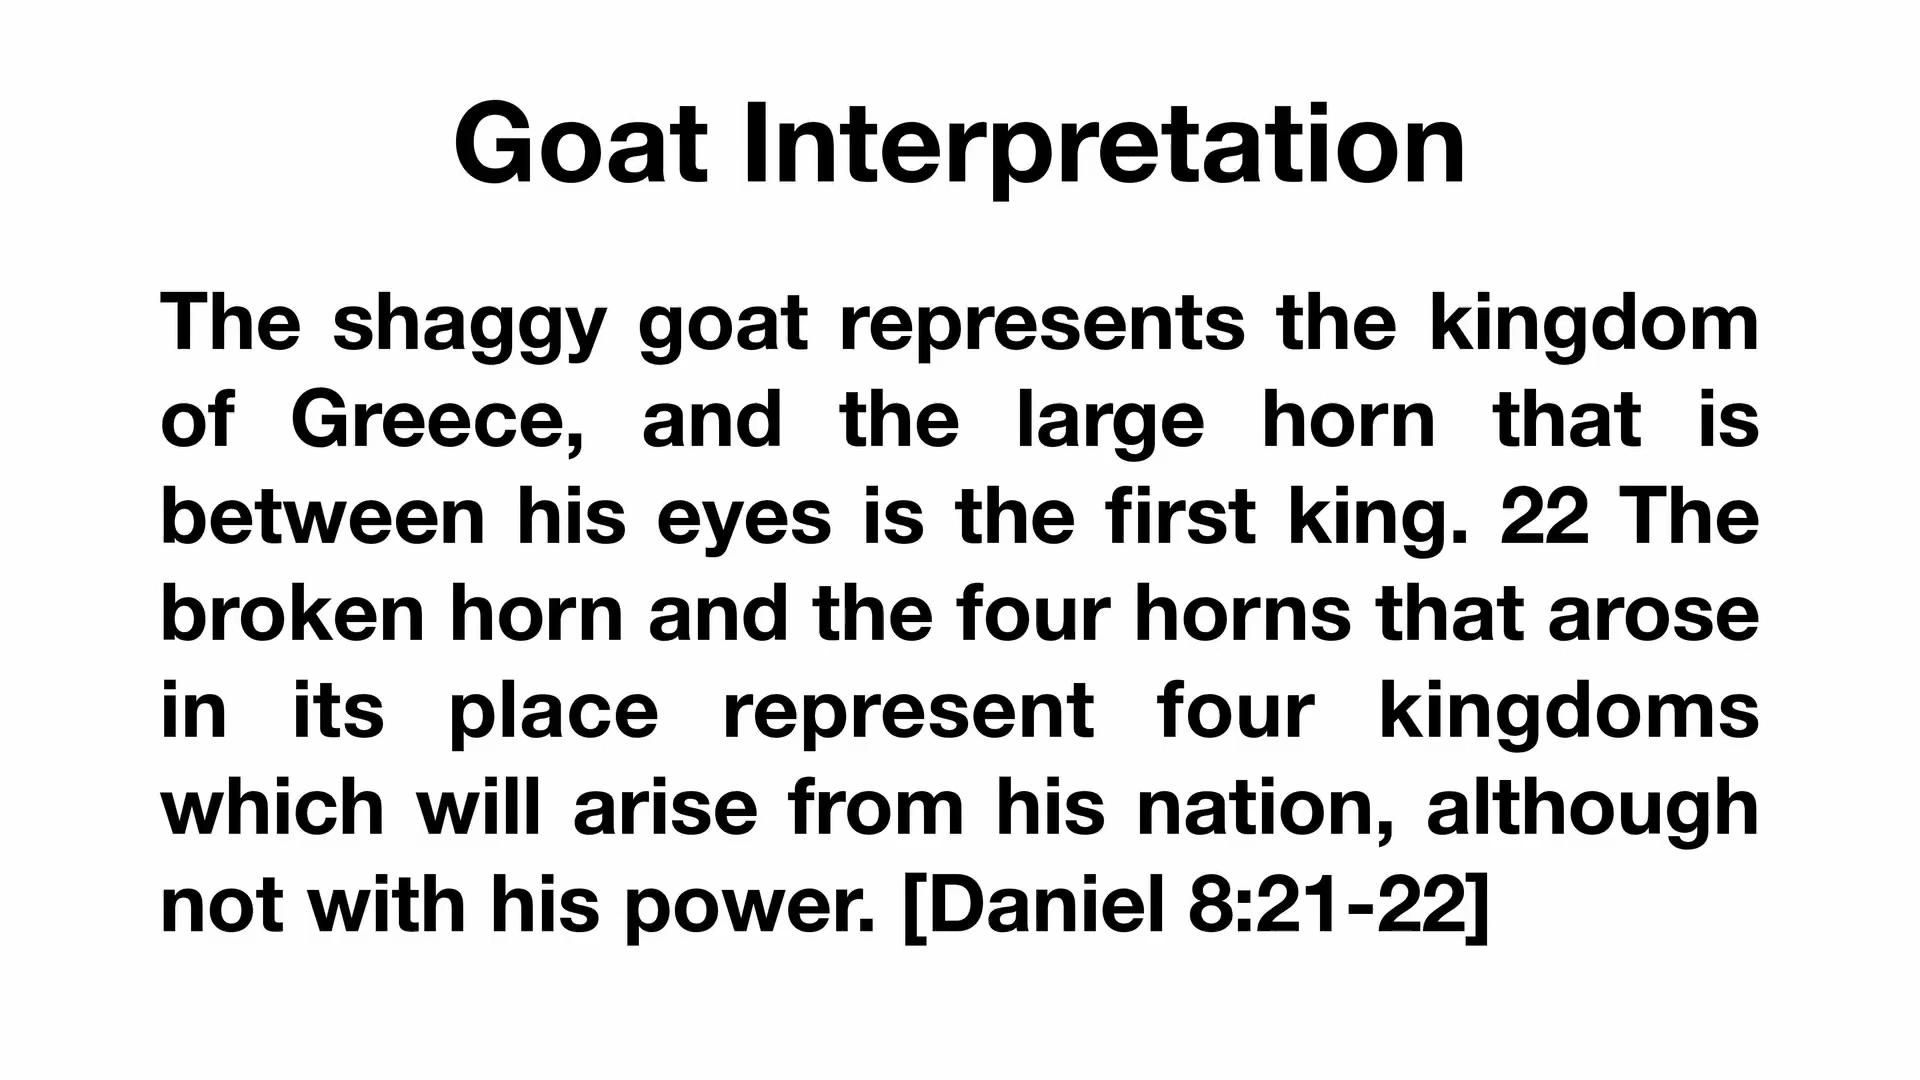 Goat Interpretation
The shaggy goat represents the kingdom
of Greece, and the large horn that is
between his eyes is the first king. 22 The
broken horn and the four horns that arose
in its place represent four kingdoms
which will arise from his nation, although
not with his power. [Daniel 8:21-22]